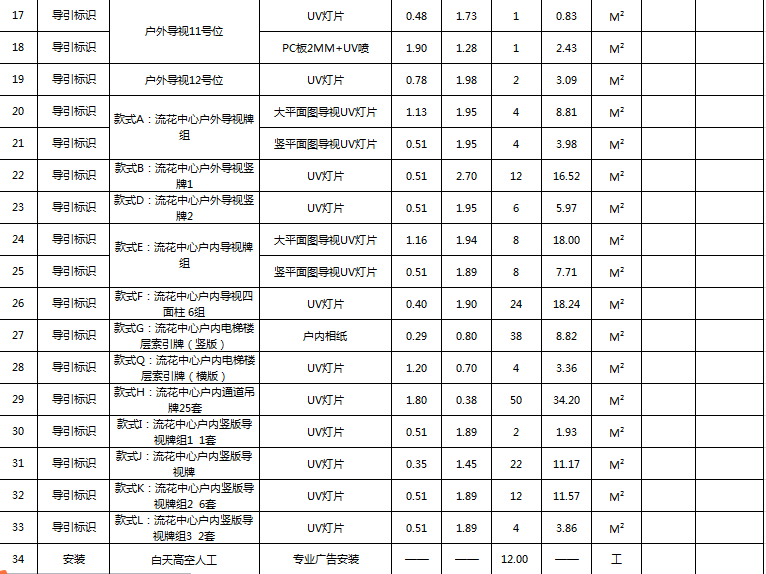 17 导引标识 户外导视11号位 UV灯片 0.48 1.73 1 0.83 M²
18 导引标识 PC板2MM+UV喷 1.90 1.28 1 2.43 M²
19 导引标识 户外导视12号位 UV灯片 0.78 1.98 2 3.09 M²
20 导引标识 款式A：流花中心户外导视牌 大平面图导视UV灯片 1.13 1.95 4 8.81 M²
组
21 导引标识 竖平面图导视UV灯片 0.51 1.95 4 3.98 M²
22 导引标识 款式B：流花中心户外导视竖 UV灯片 0.51 2.70 12 16.52 M²
牌1
23 导引标识 款式D：流花中心户外导视竖 UV灯片 0.51 1.95 6 5.97 M²
牌2
24 导引标识 款式E：流花中心户内导视牌 大平面图导视UV灯片 1.16 1.94 8 18.00 M²
组
25 导引标识 竖平面图导视UV灯片 0.51 1.89 8 7.71 M²
26 导引标识 款式F：流花中心户内导视四 UV灯片 0.40 1.90 24 18.24 M²
面柱 6组
27 导引标识 款式G：流花中心户内电梯楼 户内相纸 0.29 0.80 38 8.82 M²
层索引牌（竖版）
28 导引标识 款式Q：流花中心户内电梯楼 UV灯片 1.20 0.70 4 3.36 M²
层索引牌（横版）
29 导引标识 款式H：流花中心户内通道吊 UV灯片 1.80 0.38 50 34.20 M²
牌25套
30 导引标识 款式I：流花中心户内竖版导 UV灯片 0.51 1.89 2 1.93 M²
视牌组1 1套
31 导引标识 款式J：流花中心户内竖版导 UV灯片 0.35 1.45 22 11.17 M²
视牌
32 导引标识 款式K：流花中心户内竖版导 UV灯片 0.51 1.89 12 11.57 M²
视牌组2 6套
33 导引标识 款式L：流花中心户内竖版导 UV灯片 0.51 1.89 4 3.86 M²
视牌组3 2套
34 安装 白天高空人工 专业广告安装 —— —— 12.00 —— 工